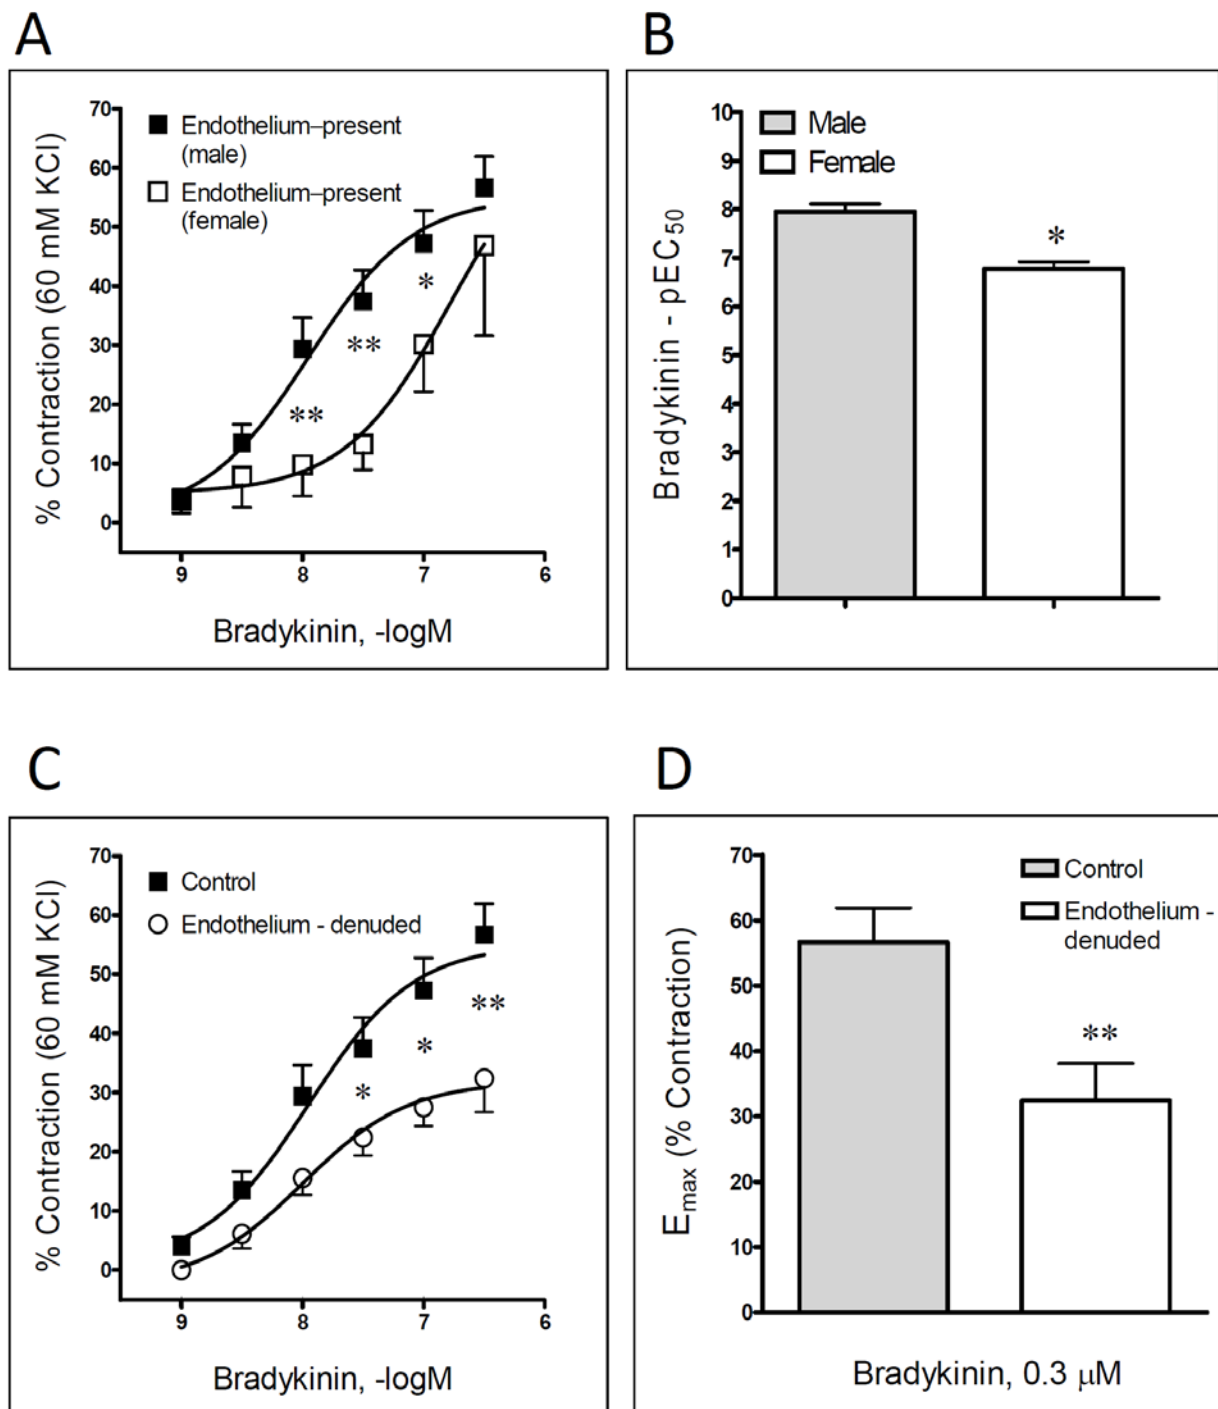 A
% Contraction (60 mM KCl)
70
60
50
40
30
20
10
0
Endothelium–present
(male)
Endothelium–present
(female)
**
**
*
9
8
7
6
Bradykinin, -logM
B
Bradykinin - pEC50
10
9
8
7
6
5
4
3
2
1
0
Male
Female
*
C
% Contraction (60 mM KCl)
70
60
50
40
30
20
10
0
Control
Endothelium - denuded
*
*
**
9
8
7
6
Bradykinin, -logM
D
Emax (% Contraction)
70
60
50
40
30
20
10
0
Control
Endothelium -
denuded
**
Bradykinin, 0.3 μM